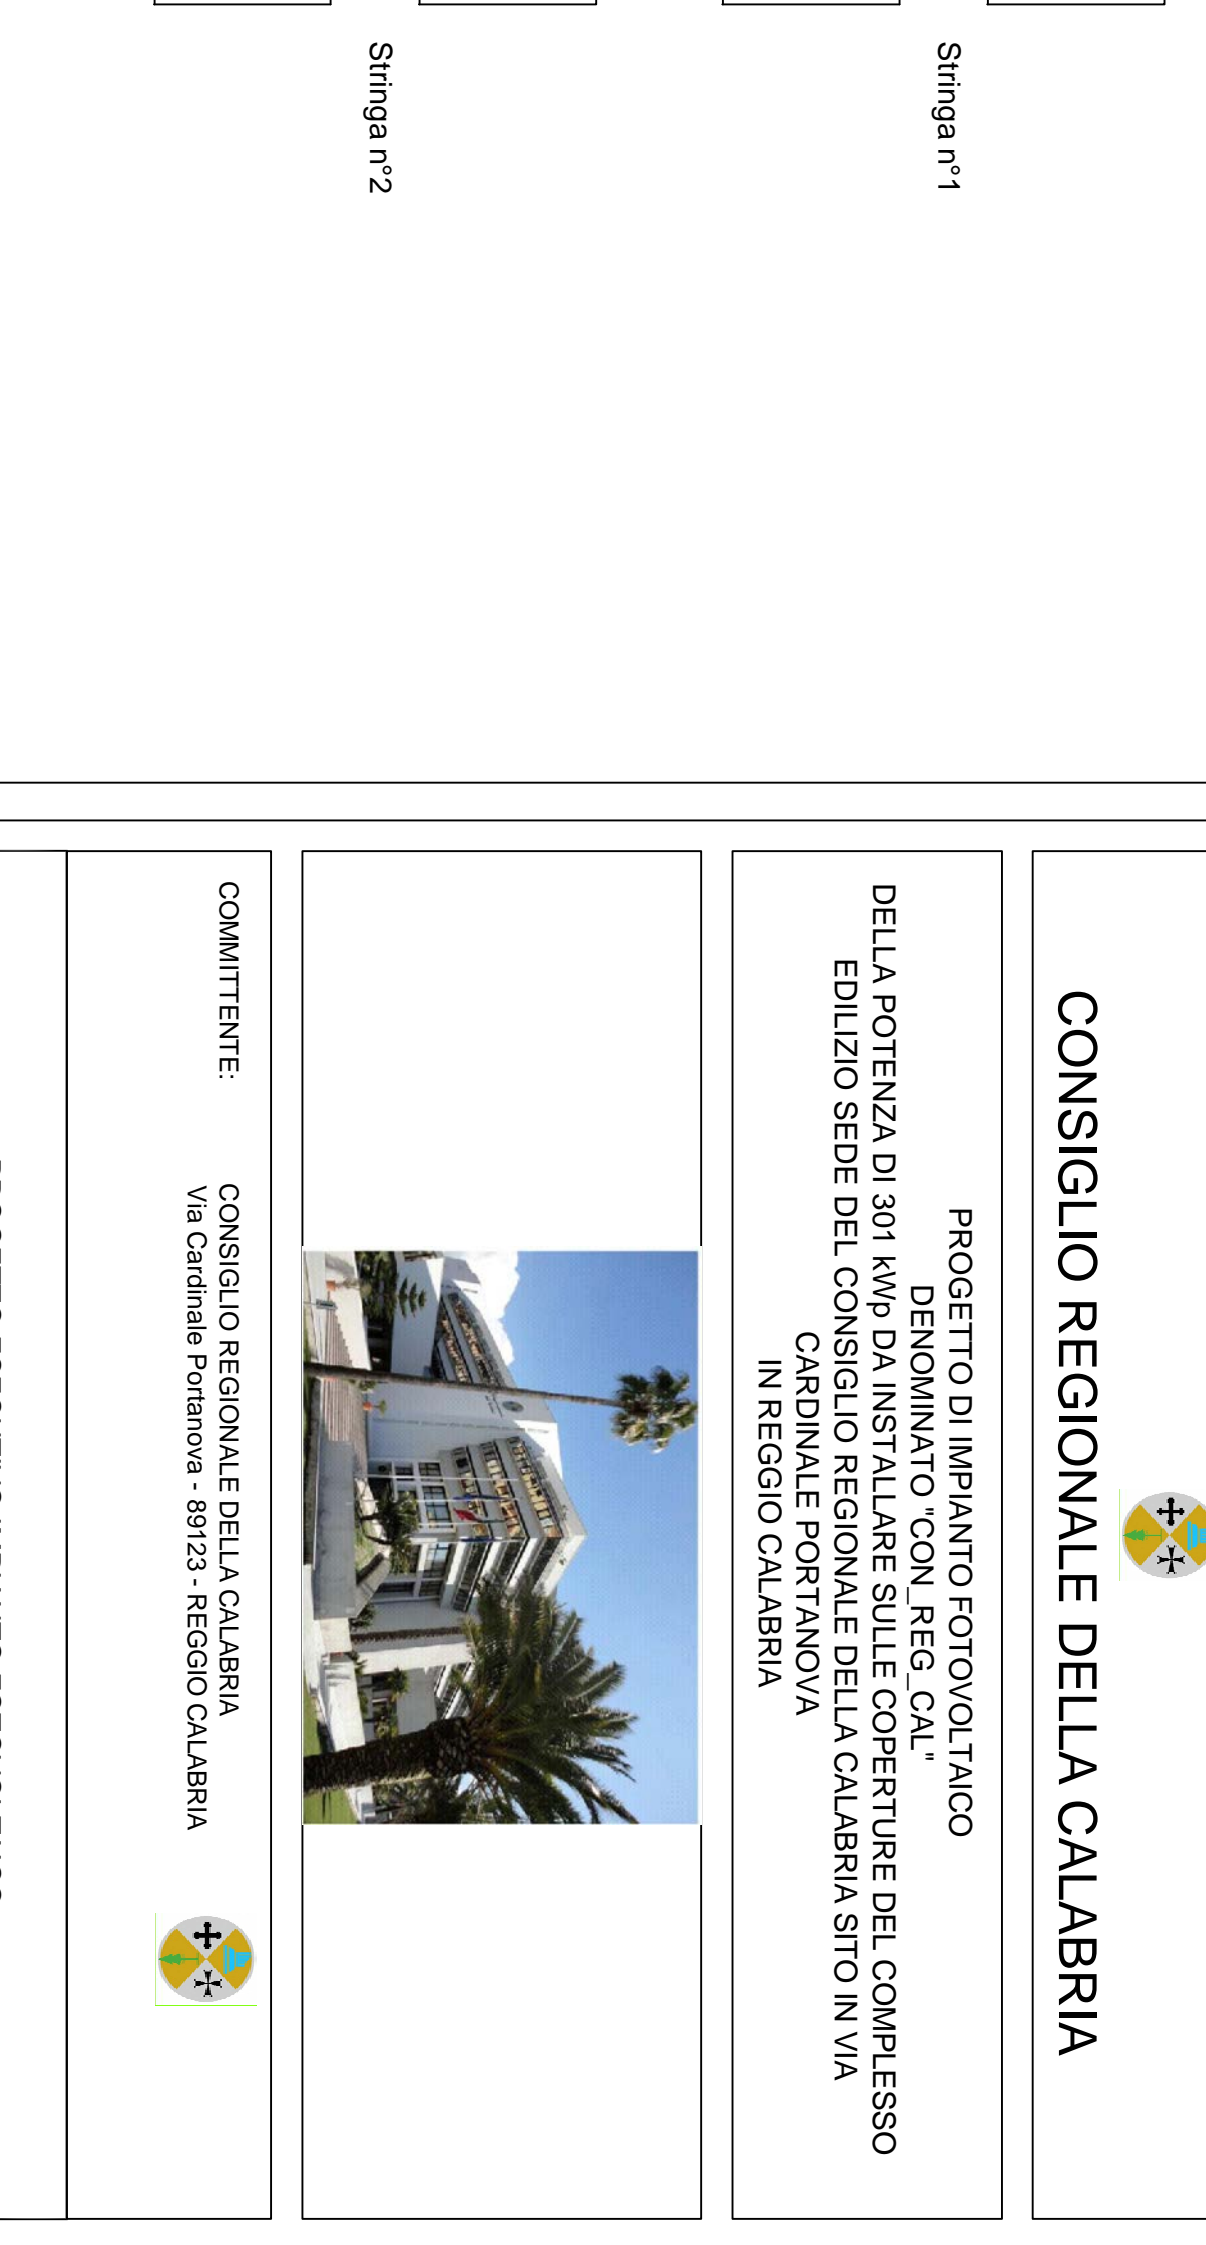 Stringa n°1
Stringa n°2
CONSIGLIO REGIONALE DELLA CALABRIA
PROGETTO DI IMPIANTO FOTOVOLTAICO
DENOMINATO "CON_REG_CAL"
DELLA POTENZA DI 301 kWp DA INSTALLARE SULLE COPERTURE DEL COMPLESSO
EDILIZIO SEDE DEL CONSIGLIO REGIONALE DELLA CALABRIA SITO IN VIA
CARDINALE PORTANOVA
IN REGGIO CALABRIA
COMMITTENTE: CONSIGLIO REGIONALE DELLA CALABRIA
Via Cardinale Portanova - 89123 - REGGIO CALABRIA